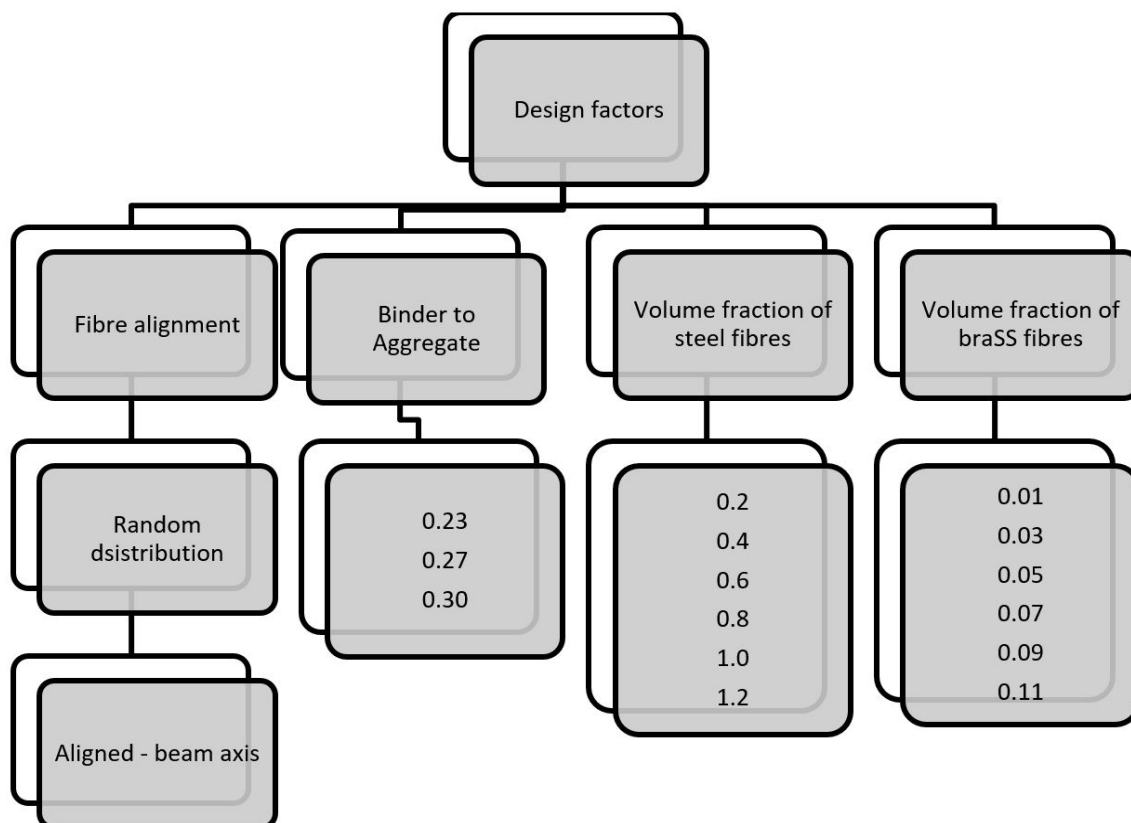 Design factors
Fibre alignment
Binder to
Aggregate
Volume fraction of
steel fibres
Volume fraction of
braSS fibres
Random
dsistribution
0.23
0.27
0.30
0.2
0.4
0.6
0.8
1.0
1.2
0.01
0.03
0.05
0.07
0.09
0.11
Aligned - beam axis